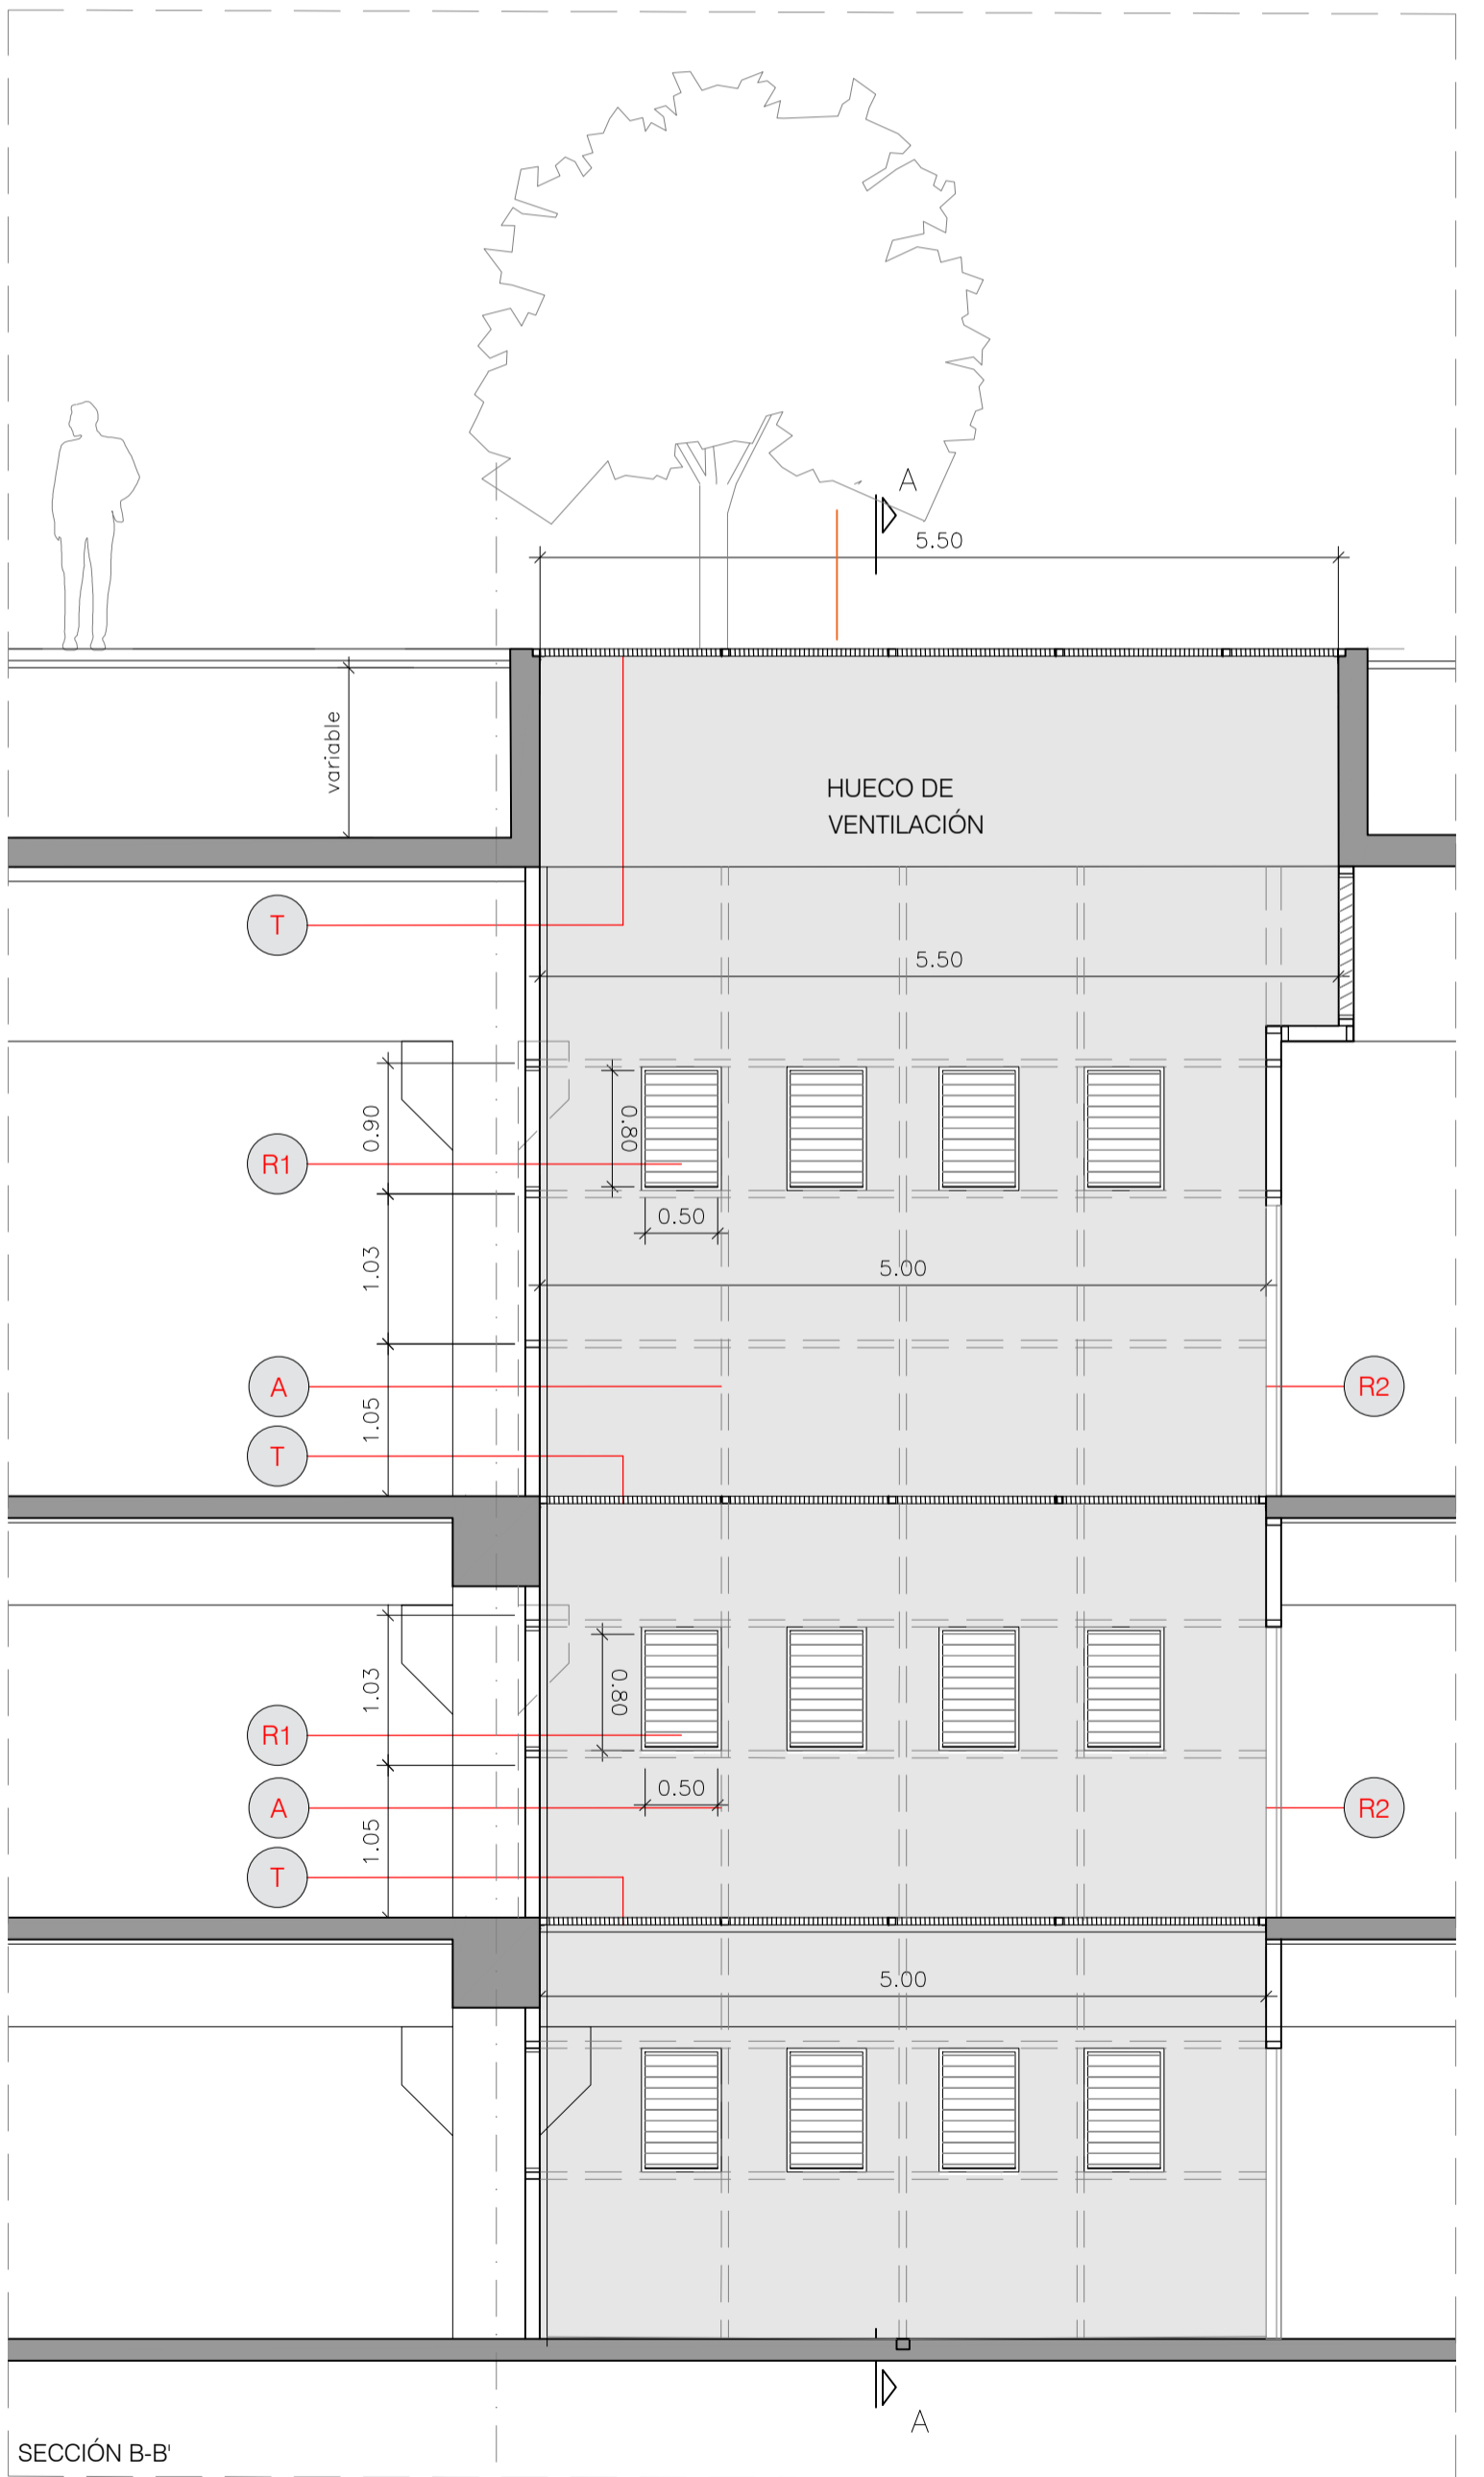 A
5.50
variable
HUECO DE
VENTILACIÓN
T
5.50
0.90
0.80
R1
0.50
1.03
5.00
A
R2
1.05
T
1.03
0.80
R1
0.50
A
R2
1.05
T
5.00
A
SECCIÓN B-B'